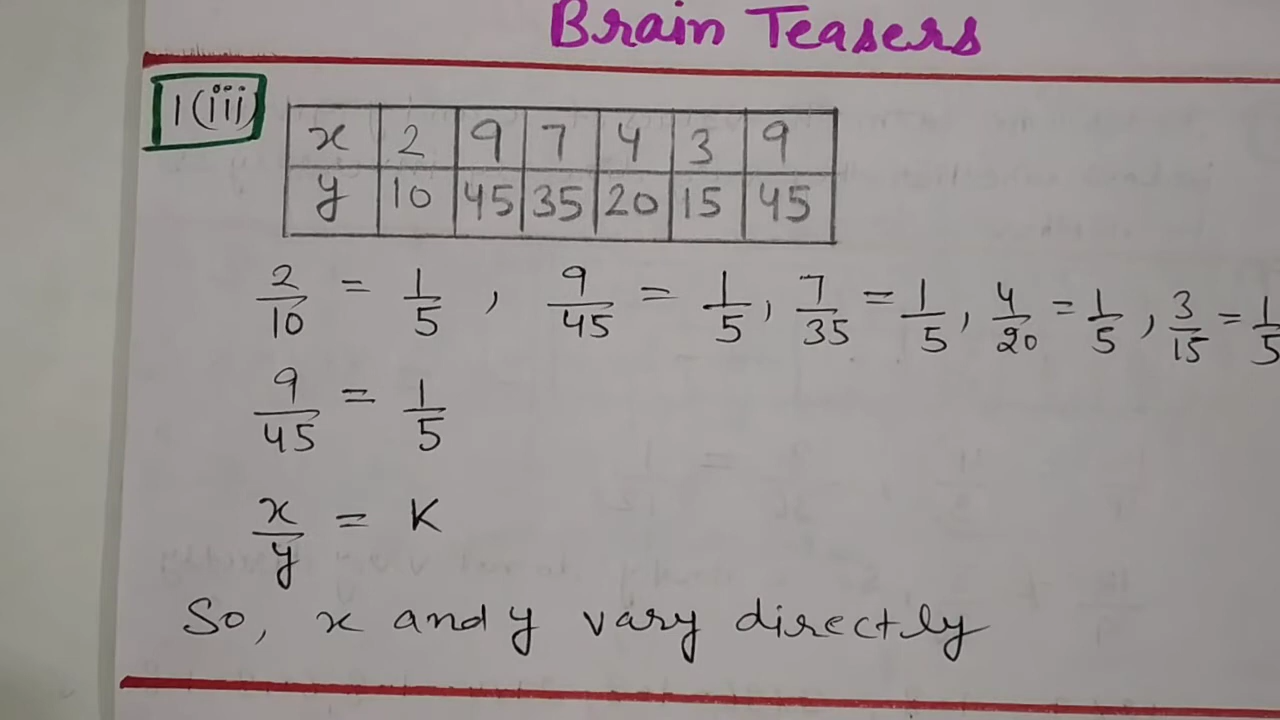 Brain Teasers
1(iii)
x 2 9 7 4 3 9
y 10 45 35 20 15 45
2/10 = 1/5, 9/45 = 1/5, 7/35 = 1/5, 4/20 = 1/5, 3/15 = 1/5
9/45 = 1/5
x/y = K
So, x and y vary directly